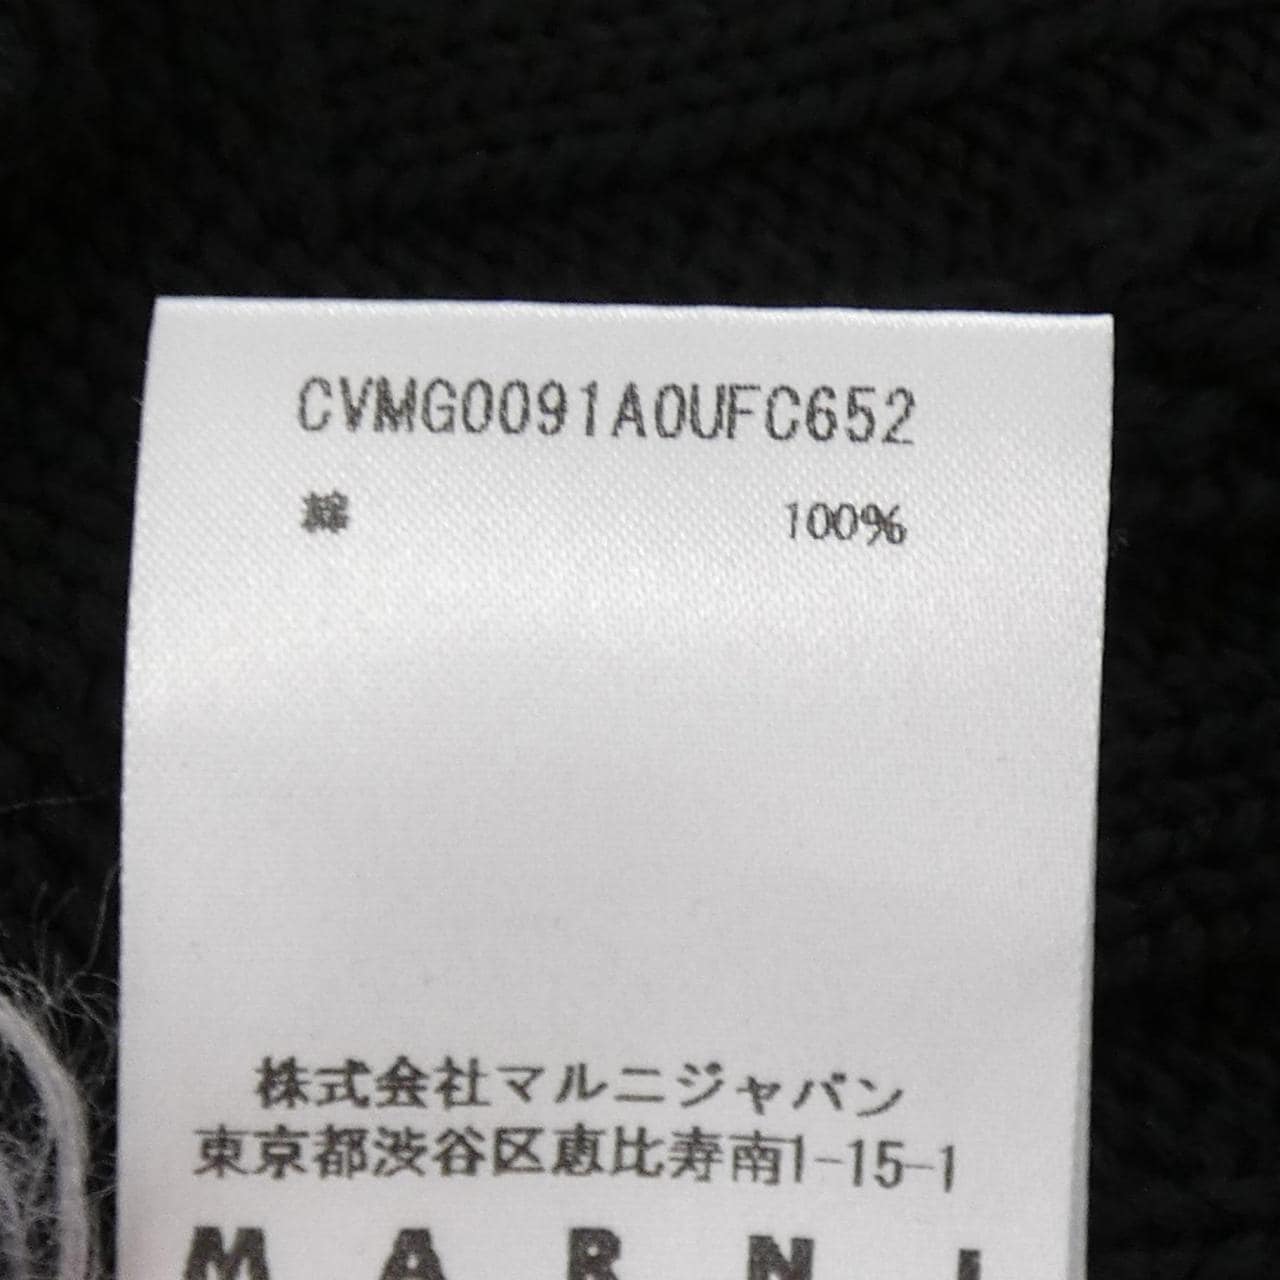 CVMG0091A0UFC652
綿 100%
株式会社マルニジャパン
東京都渋谷区恵比寿南1-15-1
MARNI